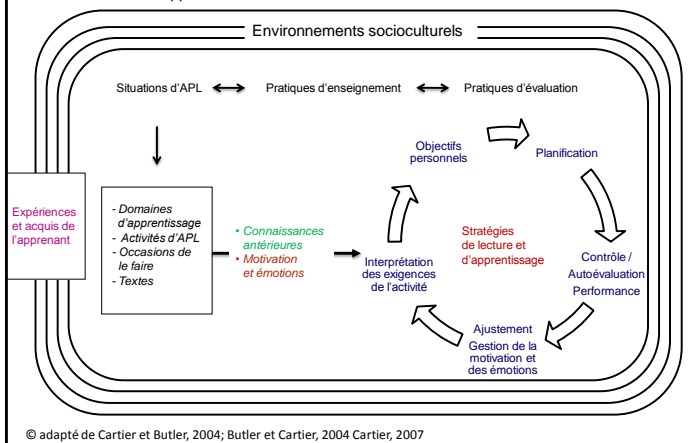 Environnements socioculturels
Situations d'APL
Pratiques d'enseignement
Pratiques d'évaluation
Expériences
et acquis de
l'apprenant
- Domaines
d'apprentissage
- Activités d'APL
- Occasions de
le faire
- Textes
• Connaissances
antérieures
• Motivation
et émotions
Objectifs
personnels
Planification
Stratégies
de lecture et
d'apprentissage
Interprétation
des exigences
de l'activité
Contrôle /
Autoévaluation
Performance
Ajustement
Gestion de la
motivation et
des émotions
© adapté de Cartier et Butler, 2004; Butler et Cartier, 2004 Cartier, 2007